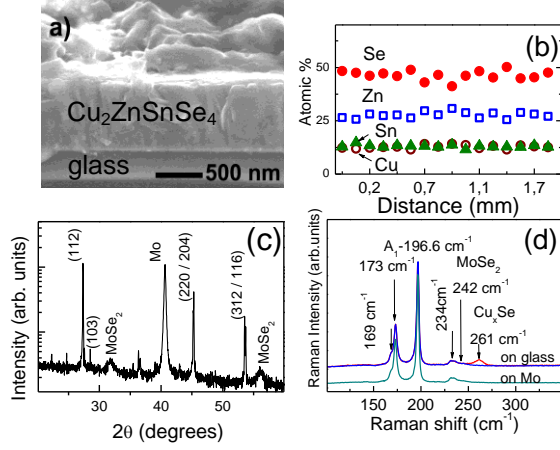 a)
Cu₂ZnSnSe₄
glass
500 nm
(b)
Atomic %
50
25
0
Se
Zn
Sn
Cu
0,2 0,7 1,1 1,7
Distance (mm)
(c)
Intensity (arb. units)
(112)
(103)
MoSe₂
Mo
(220 / 204)
(312 / 116)
MoSe₂
20 30 40 50
2θ (degrees)
(d)
Raman Intensity (arb.units)
A₁-196.6 cm⁻¹
173 cm⁻¹
169 cm⁻¹
MoSe₂
242 cm⁻¹
234cm⁻¹
CuₓSe
261 cm⁻¹
on glass
on Mo
150 200 250 300
Raman shift (cm⁻¹)